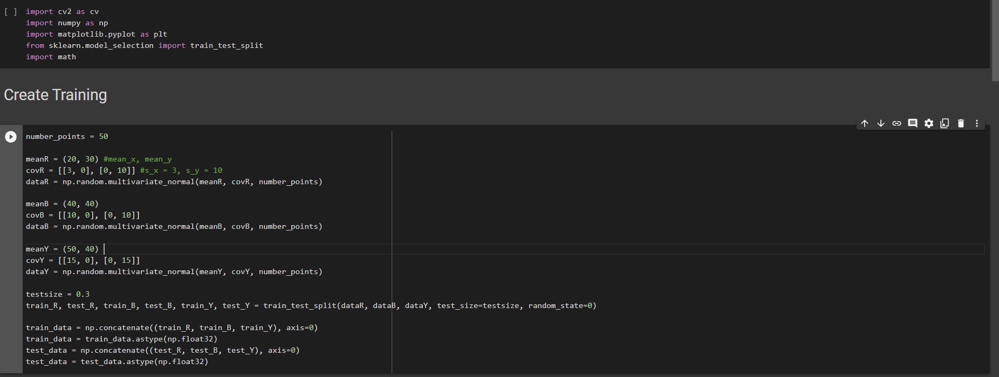 [ ] import cv2 as cv
import numpy as np
import matplotlib.pyplot as plt
from sklearn.model_selection import train_test_split
import math
Create Training
number_points = 50
meanR = (20, 30) #mean_x, mean_y
covR = [[3, 0], [0, 10]] #s_x = 3, s_y = 10
dataR = np.random.multivariate_normal(meanR, covR, number_points)
meanB = (40, 40)
covB = [[10, 0], [0, 10]]
dataB = np.random.multivariate_normal(meanB, covB, number_points)
meanY = (50, 40)
covY = [[15, 0], [0, 15]]
dataY = np.random.multivariate_normal(meanY, covY, number_points)
testsize = 0.3
train_R, test_R, train_B, test_B, train_Y, test_Y = train_test_split(dataR, dataB, dataY, test_size=testsize, random_state=0)
train_data = np.concatenate((train_R, train_B, train_Y), axis=0)
train_data = train_data.astype(np.float32)
test_data = np.concatenate((test_R, test_B, test_Y), axis=0)
test_data = test_data.astype(np.float32)